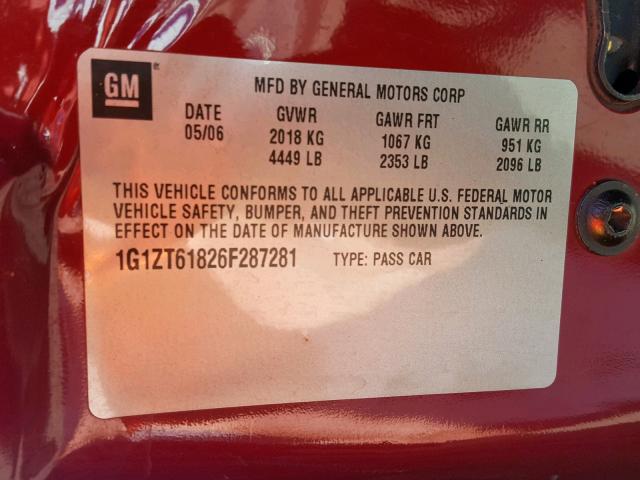 GM
MFD BY GENERAL MOTORS CORP
DATE GVWR GAWR FRT GAWR RR
05/06 2018 KG 1067 KG 951 KG
4449 LB 2353 LB 2096 LB
THIS VEHICLE CONFORMS TO ALL APPLICABLE U.S. FEDERAL MOTOR
VEHICLE SAFETY, BUMPER, AND THEFT PREVENTION STANDARDS IN
EFFECT ON THE DATE OF MANUFACTURE SHOWN ABOVE.
1G1ZT61826F287281 TYPE: PASS CAR